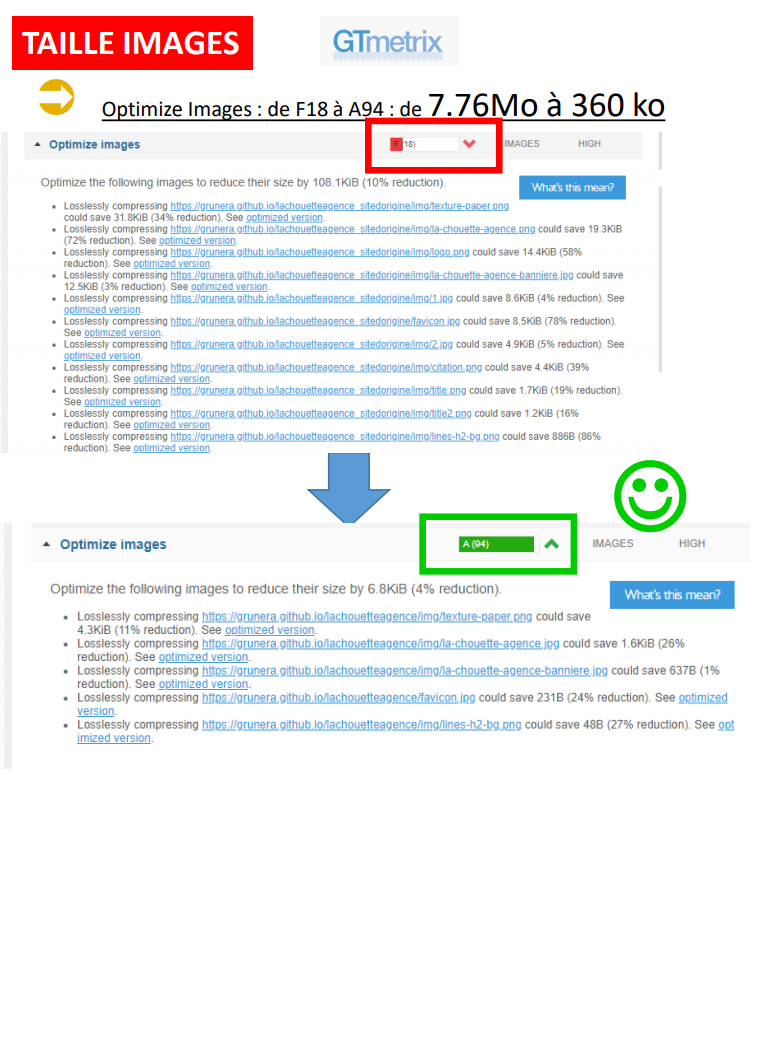 TAILLE IMAGES
GTmetrix
Optimize Images : de F18 à A94 : de 7.76Mo à 360 ko
Optimize images
F (18)
IMAGES
HIGH
Optimize the following images to reduce their size by 108.1KiB (10% reduction).
What's this mean?
Losslessly compressing https://grunera.github.io/lachouetteagence_sitedorigine/img/texture-paper.png
could save 31.8KiB (34% reduction). See optimized version.
Losslessly compressing https://grunera.github.io/lachouetteagence_sitedorigine/img/la-chouette-agence.png could save 19.3KiB
(72% reduction). See optimized version.
Losslessly compressing https://grunera.github.io/lachouetteagence_sitedorigine/img/logo.png could save 14.4KiB (58%
reduction). See optimized version.
Losslessly compressing https://grunera.github.io/lachouetteagence_sitedorigine/img/la-chouette-agence-banniere.jpg could save
12.5KiB (3% reduction). See optimized version.
Losslessly compressing https://grunera.github.io/lachouetteagence_sitedorigine/img/1.jpg could save 8.6KiB (4% reduction). See
optimized version.
Losslessly compressing https://grunera.github.io/lachouetteagence_sitedorigine/favicon.jpg could save 8.5KiB (78% reduction).
See optimized version.
Losslessly compressing https://grunera.github.io/lachouetteagence_sitedorigine/img/2.jpg could save 4.9KiB (5% reduction). See
optimized version.
Losslessly compressing https://grunera.github.io/lachouetteagence_sitedorigine/img/citation.png could save 4.4KiB (39%
reduction). See optimized version.
Losslessly compressing https://grunera.github.io/lachouetteagence_sitedorigine/img/title.png could save 1.7KiB (19% reduction).
See optimized version.
Losslessly compressing https://grunera.github.io/lachouetteagence_sitedorigine/img/title2.png could save 1.2KiB (16%
reduction). See optimized version.
Losslessly compressing https://grunera.github.io/lachouetteagence_sitedorigine/img/lines-h2-bg.png could save 886B (86%
reduction). See optimized version.
Optimize images
A (94)
IMAGES
HIGH
Optimize the following images to reduce their size by 6.8KiB (4% reduction).
What's this mean?
Losslessly compressing https://grunera.github.io/lachouetteagence/img/texture-paper.png could save
4.3KiB (11% reduction). See optimized version.
Losslessly compressing https://grunera.github.io/lachouetteagence/img/la-chouette-agence.jpg could save 1.6KiB (26%
reduction). See optimized version.
Losslessly compressing https://grunera.github.io/lachouetteagence/img/la-chouette-agence-banniere.jpg could save 637B (1%
reduction). See optimized version.
Losslessly compressing https://grunera.github.io/lachouetteagence/favicon.jpg could save 231B (24% reduction). See optimized
version.
Losslessly compressing https://grunera.github.io/lachouetteagence/img/lines-h2-bg.png could save 48B (27% reduction). See opt
imized version.